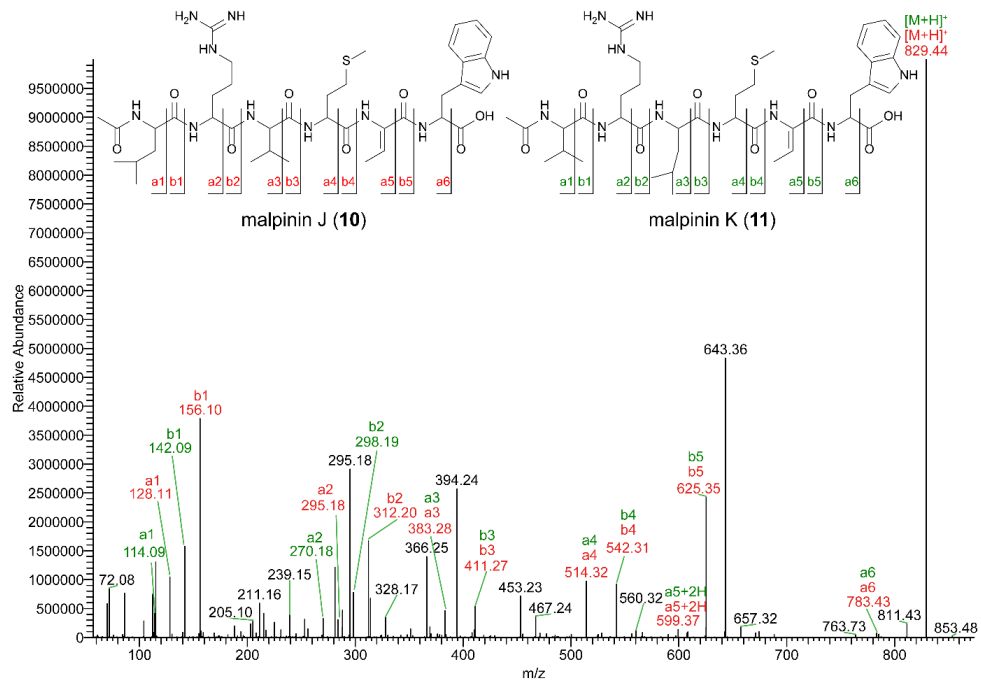 H₂N NH
NH
O
H
N
O
N
H
O
H
N
O
N
H
S
O
H
N
O
N
H
O
OH
NH
a1 b1 a2 b2 a3 b3 a4 b4 a5 b5 a6
malpinin J (10)
H₂N NH
NH
O
H
N
O
N
H
O
H
N
O
N
H
S
O
H
N
O
N
H
O
OH
NH
a1 b1 a2 b2 a3 b3 a4 b4 a5 b5 a6
malpinin K (11)
[M+H]⁺
[M+H]⁺
829.44
Relative Abundance
9500000
9000000
8500000
8000000
7500000
7000000
6500000
6000000
5500000
5000000
4500000
4000000
3500000
3000000
2500000
2000000
1500000
1000000
500000
0
72.08
a1
114.09
a1
128.11
b1
142.09
b1
156.10
205.10
211.16
239.15
a2
270.18
a2
295.18
295.18
b2
298.19
b2
312.20
328.17
366.25
a3
a3
383.28
394.24
b3
b3
411.27
453.23
467.24
a4
a4
514.32
b4
b4
542.31
560.32
a5+2H
a5+2H
599.37
b5
b5
625.35
643.36
657.32
763.73
a6
a6
783.43
811.43
853.48
100 200 300 400 500 600 700 800
m/z